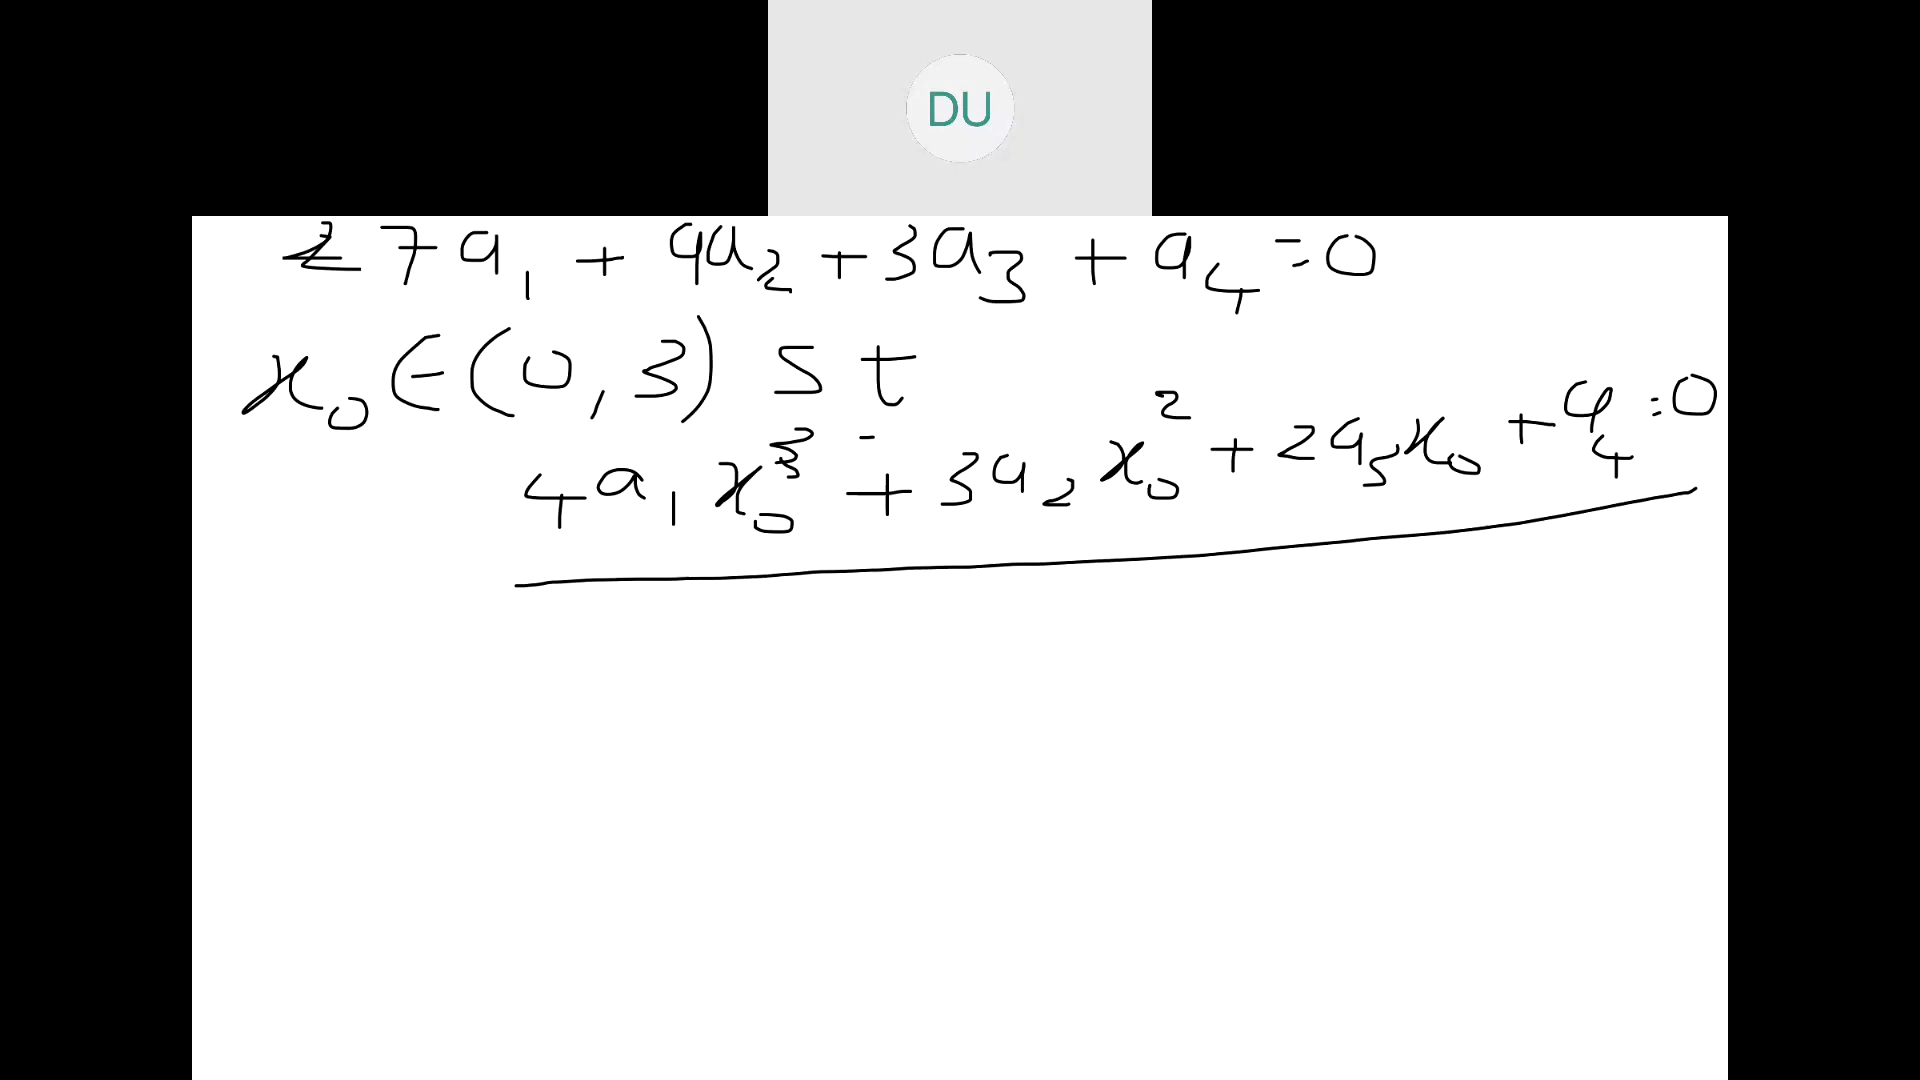 DU
27a₁ + 9a₂ + 3a₃ + a₄ = 0
x₀ ∈ (0, 3) s t
4a₁x₀³ + 3a₂x₀² + 2a₃x₀ + a₄ = 0